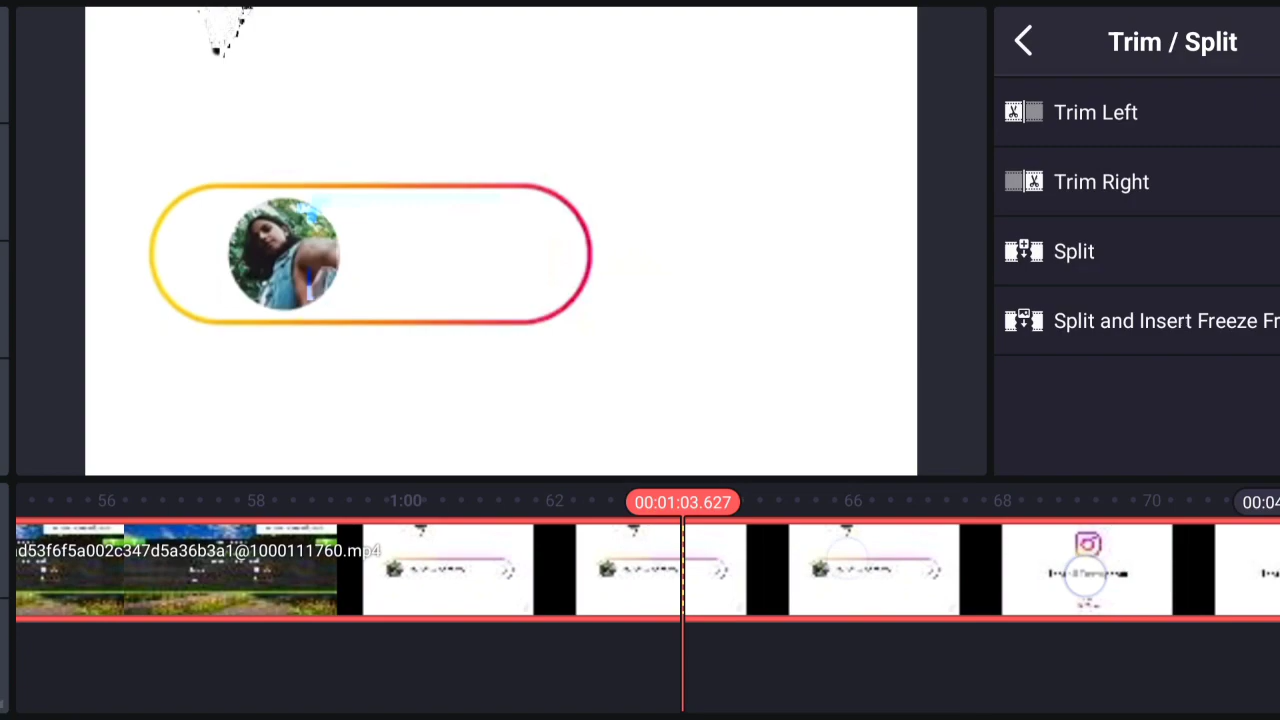 Trim / Split
Trim Left
Trim Right
Split
Split and Insert Freeze Fr
56
58
1:00
62
00:01:03.627
66
68
70
00:04
d53f6f5a002c347d5a36b3a1@1000111760.mp4